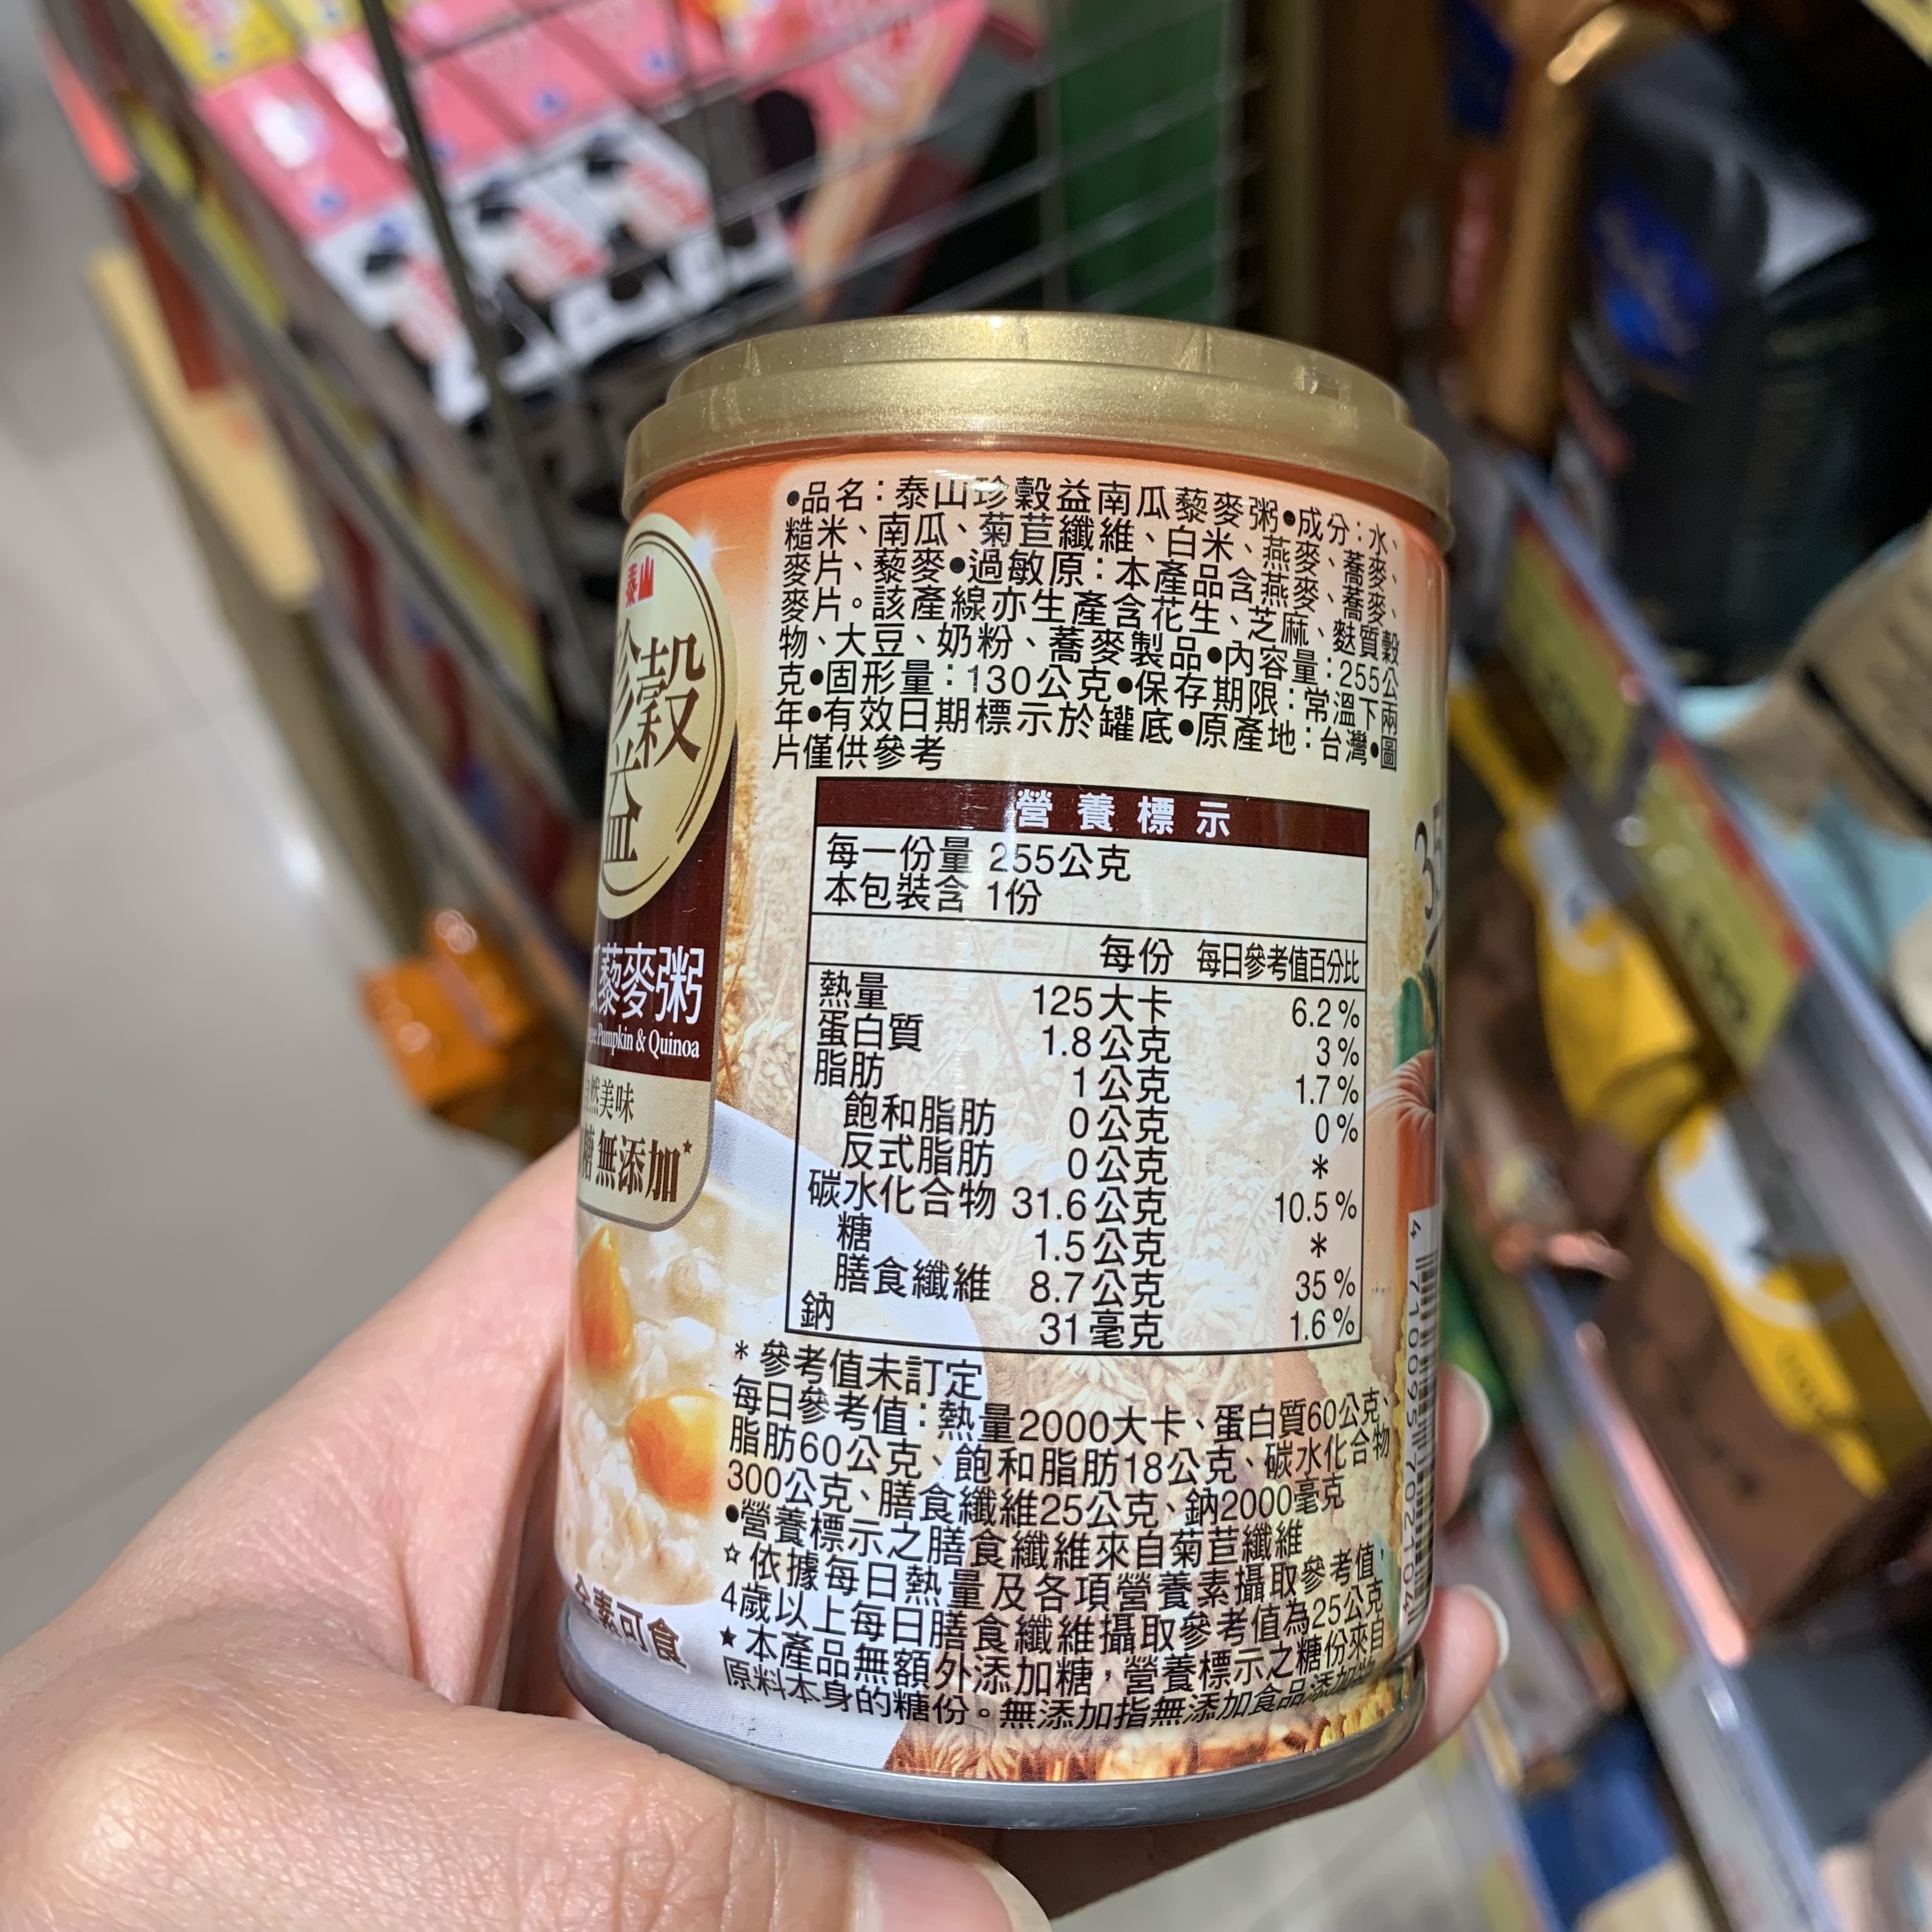 ●品名：泰山珍穀益南瓜藜麥粥●成分：水、
糙米、南瓜、菊苣纖維、白米、燕麥、蕎麥、
麥片、藜麥●過敏原：本產品含燕麥、蕎麥、
麥片。該產線亦生產含花生、芝麻、麩質穀
物、大豆、奶粉、蕎麥製品●內容量：255公
克●固形量：130公克●保存期限：常溫下兩
年●有效日期標示於罐底●原產地：台灣●圖
片僅供參考
營養標示
每一份量 255公克
本包裝含 1份
每份 每日參考值百分比
熱量 125大卡 6.2%
蛋白質 1.8公克 3%
脂肪 1公克 1.7%
飽和脂肪 0公克 0%
反式脂肪 0公克 *
碳水化合物 31.6公克 10.5%
糖 1.5公克 *
膳食纖維 8.7公克 35%
鈉 31毫克 1.6%
*參考值未訂定
每日參考值：熱量2000大卡、蛋白質60公克、
脂肪60公克、飽和脂肪18公克、碳水化合物
300公克、膳食纖維25公克、鈉2000毫克
●營養標示之膳食纖維來自菊苣纖維
☆依據每日熱量及各項營養素攝取參考值，
4歲以上每日膳食纖維攝取參考值為25公克
★本產品無額外添加糖，營養標示之糖份來自
原料本身的糖份。無添加指無添加食品添加物
泰山
珍穀
益
藜麥粥
Pumpkin & Quinoa
自然美味
糖無添加*
全素可食
35
4 710095 021204